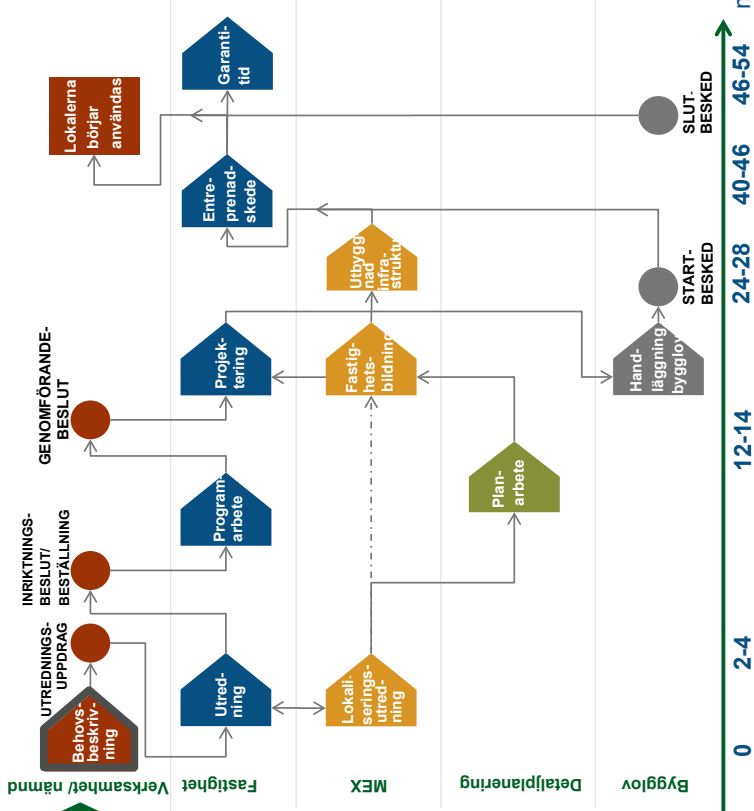 UTREDNINGS-
UPPDRAG
INRIKTNINGS-
BESLUT/
BESTÄLLNING
GENOMFÖRANDE-
BESLUT
Lokalerna
börjar
användas
Behovs-
beskriv-
ning
Verksamhet/ nämnd
Utred-
ning
Program-
arbete
Projek-
tering
Entre-
prenad-
skede
Garanti-
tid
Fastighet
Lokali-
serings-
utred-
ning
Fastig-
hets-
bildning
Utbygg
nad
infra-
struktu
MEX
Plan-
arbete
Detaljplanering
Hand-
läggning
bygglov
START-
BESKED
SLUT-
BESKED
Bygglov
0
2-4
12-14
24-28
40-46
46-54